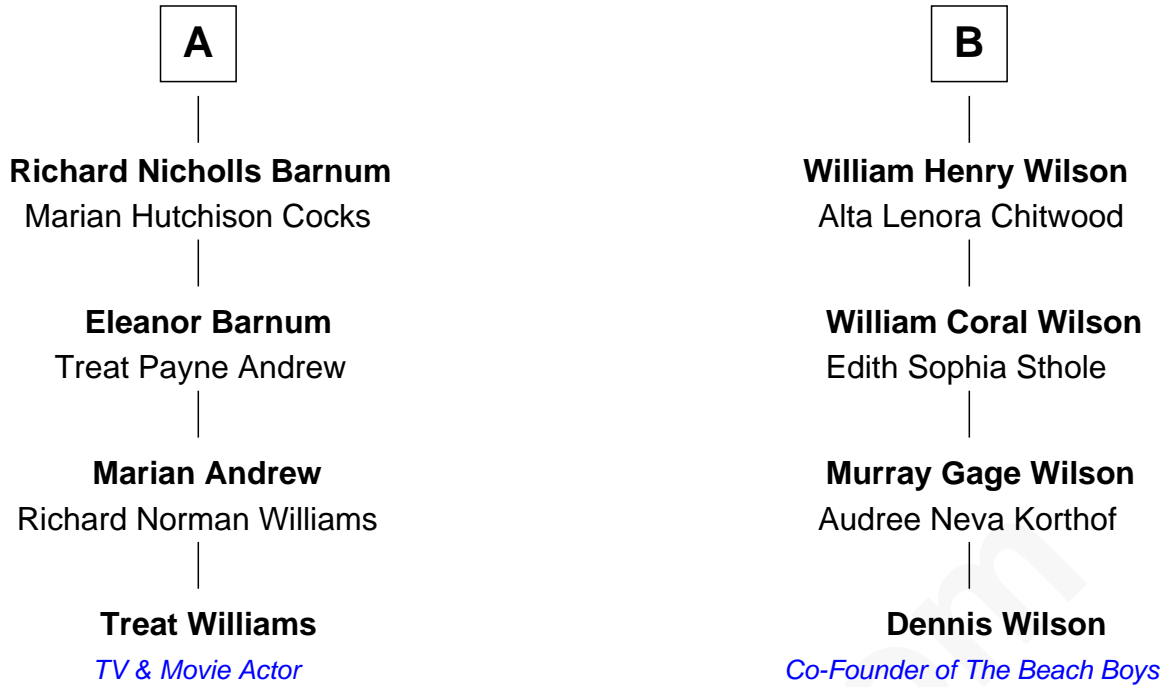 A
Richard Nicholls Barnum
Marian Hutchison Cocks
Eleanor Barnum
Treat Payne Andrew
Marian Andrew
Richard Norman Williams
Treat Williams
TV & Movie Actor
B
William Henry Wilson
Alta Lenora Chitwood
William Coral Wilson
Edith Sophia Sthole
Murray Gage Wilson
Audree Neva Korthof
Dennis Wilson
Co-Founder of The Beach Boys